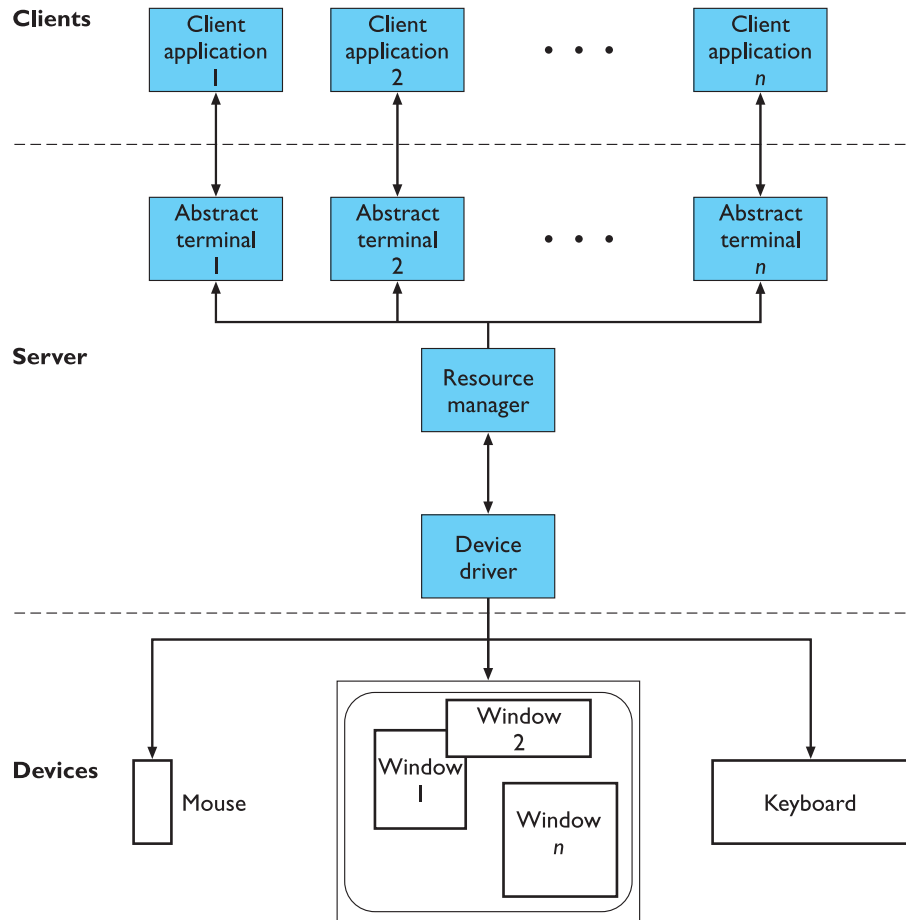 Clients
Client
application
1
Client
application
2
Client
application
n
Abstract
terminal
1
Abstract
terminal
2
Abstract
terminal
n
Server
Resource
manager
Device
driver
Devices
Mouse
Window
1
Window
2
Window
n
Keyboard